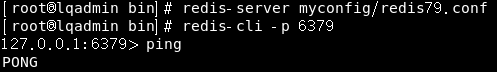 [root@lqadmin bin]# redis-server myconfig/redis79.conf
[root@lqadmin bin]# redis-cli -p 6379
127.0.0.1:6379> ping
PONG